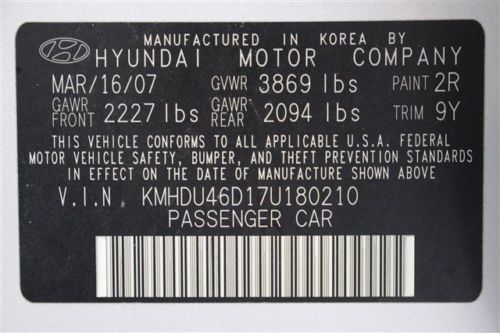 MANUFACTURED IN KOREA BY
HYUNDAI MOTOR COMPANY
MAR/16/07 GVWR 3869 lbs PAINT 2R
GAWR FRONT 2227 lbs GAWR REAR 2094 lbs TRIM 9Y
THIS VEHICLE CONFORMS TO ALL APPLICABLE U.S.A. FEDERAL
MOTOR VEHICLE SAFETY, BUMPER, AND THEFT PREVENTION STANDARDS
IN EFFECT ON THE DATE OF MANUFACTURE SHOWN ABOVE
V.I.N KMHDU46D17U180210
PASSENGER CAR